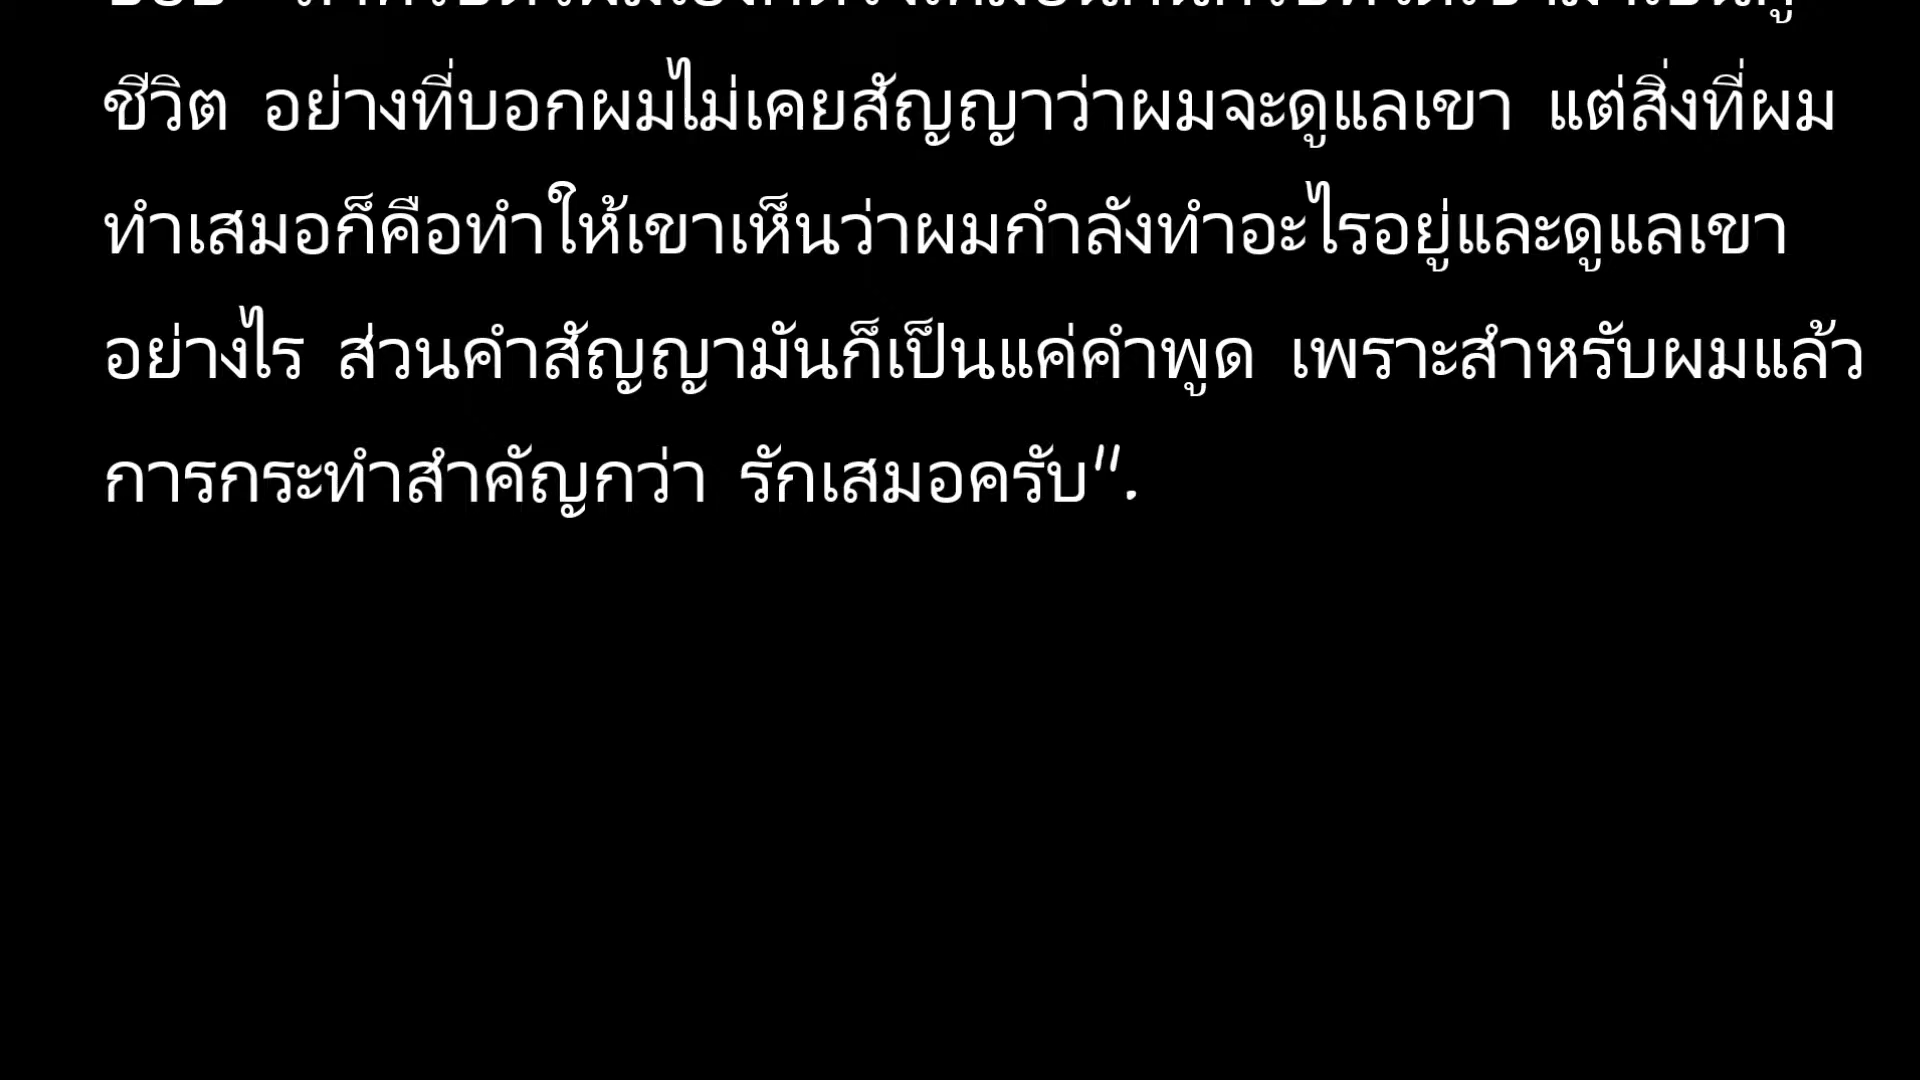 ชีวิต อย่างที่บอกผมไม่เคยสัญญาว่าผมจะดูแลเขา แต่สิ่งที่ผม
ทำเสมอก็คือทำให้เขาเห็นว่าผมกำลังทำอะไรอยู่และดูแลเขา
อย่างไร ส่วนคำสัญญามันก็เป็นแค่คำพูด เพราะสำหรับผมแล้ว
การกระทำสำคัญกว่า รักเสมอครับ".